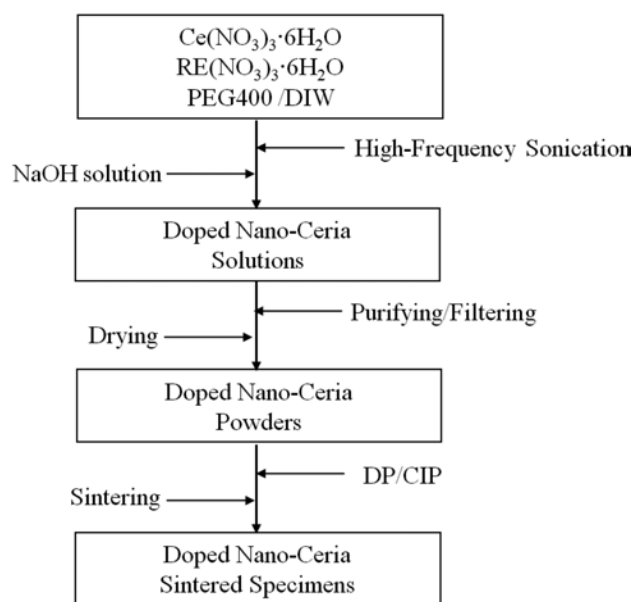 Ce(NO₃)₃·6H₂O
RE(NO₃)₃·6H₂O
PEG400 /DIW
High-Frequency Sonication
NaOH solution
Doped Nano-Ceria
Solutions
Purifying/Filtering
Drying
Doped Nano-Ceria
Powders
DP/CIP
Sintering
Doped Nano-Ceria
Sintered Specimens